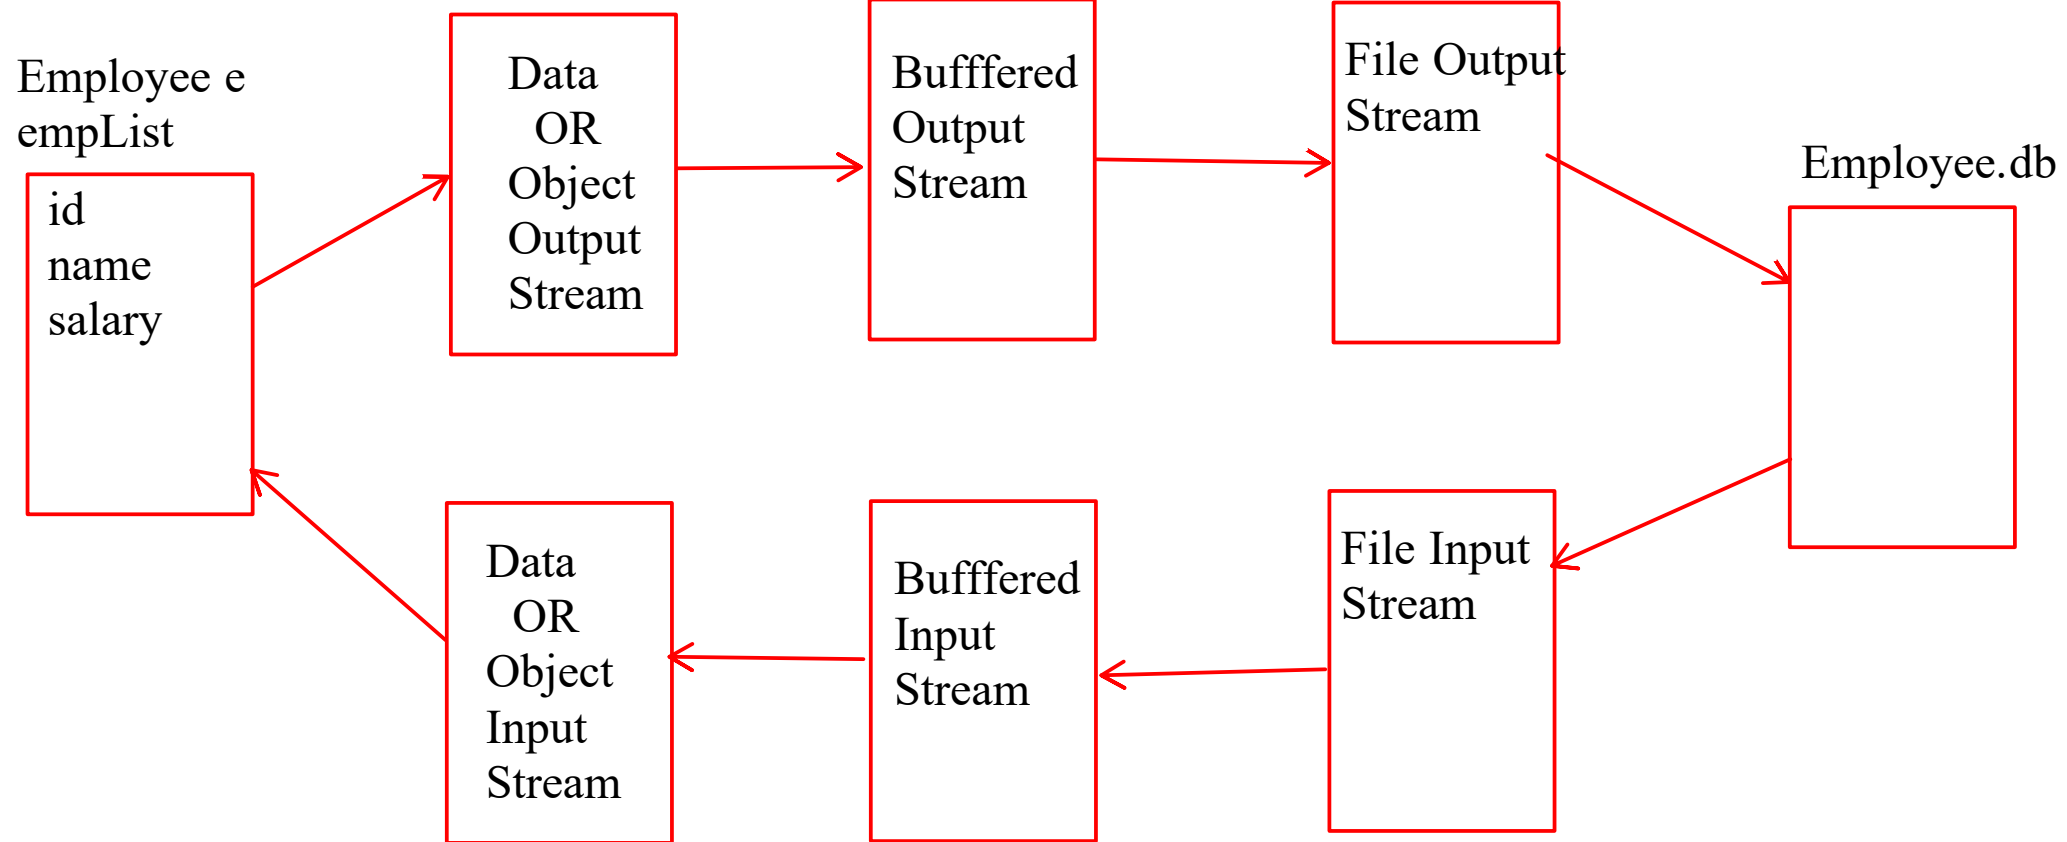 Employee e
empList
id
name
salary
Data
OR
Object
Output
Stream
Bufffered
Output
Stream
File Output
Stream
Employee.db
Data
OR
Object
Input
Stream
Bufffered
Input
Stream
File Input
Stream